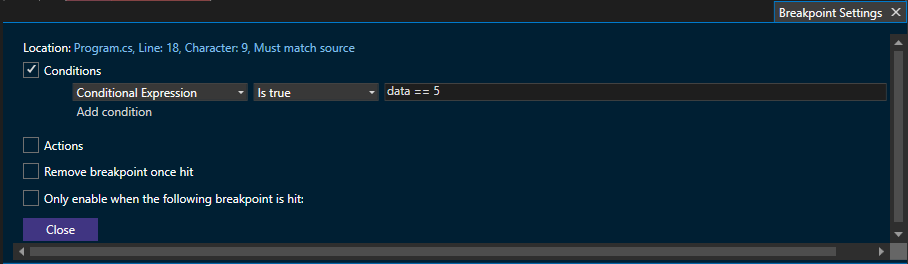 Breakpoint Settings
Location: Program.cs, Line: 18, Character: 9, Must match source
Conditions
Conditional Expression Is true data == 5
Add condition
Actions
Remove breakpoint once hit
Only enable when the following breakpoint is hit:
Close